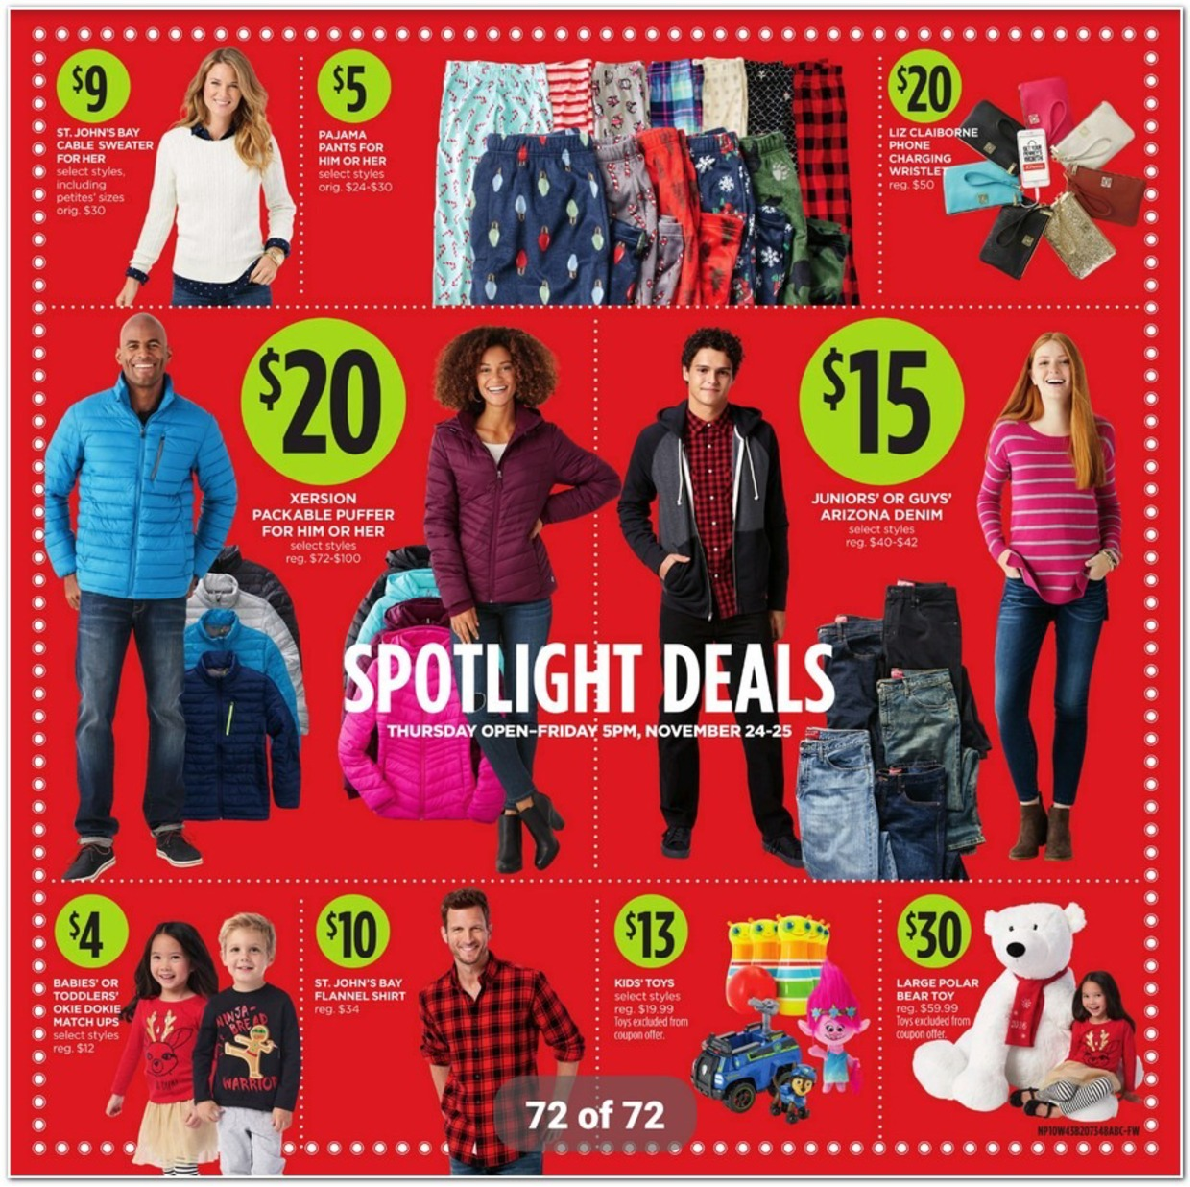 $9
ST. JOHN'S BAY
CABLE SWEATER
FOR HER
select styles,
including
petites' sizes
orig. $30
$5
PAJAMA
PANTS FOR
HIM OR HER
select styles
orig. $24-$30
$20
LIZ CLAIBORNE
PHONE
CHARGING
WRISTLET
reg. $50
$20
XERSION
PACKABLE PUFFER
FOR HIM OR HER
select styles
reg. $72-$100
$15
JUNIORS' OR GUYS'
ARIZONA DENIM
select styles
reg. $40-$42
SPOTLIGHT DEALS
THURSDAY OPEN–FRIDAY 5PM, NOVEMBER 24-25
$4
BABIES' OR
TODDLERS'
OKIE DOKIE
MATCH UPS
select styles
reg. $12
NINJA-
BREAD
WARRIOR
$10
ST. JOHN'S BAY
FLANNEL SHIRT
reg. $34
$13
KIDS' TOYS
select styles
reg. $19.99
Toys excluded from
coupon offer.
$30
LARGE POLAR
BEAR TOY
reg. $59.99
Toys excluded from
coupon offer.
2016
72 of 72